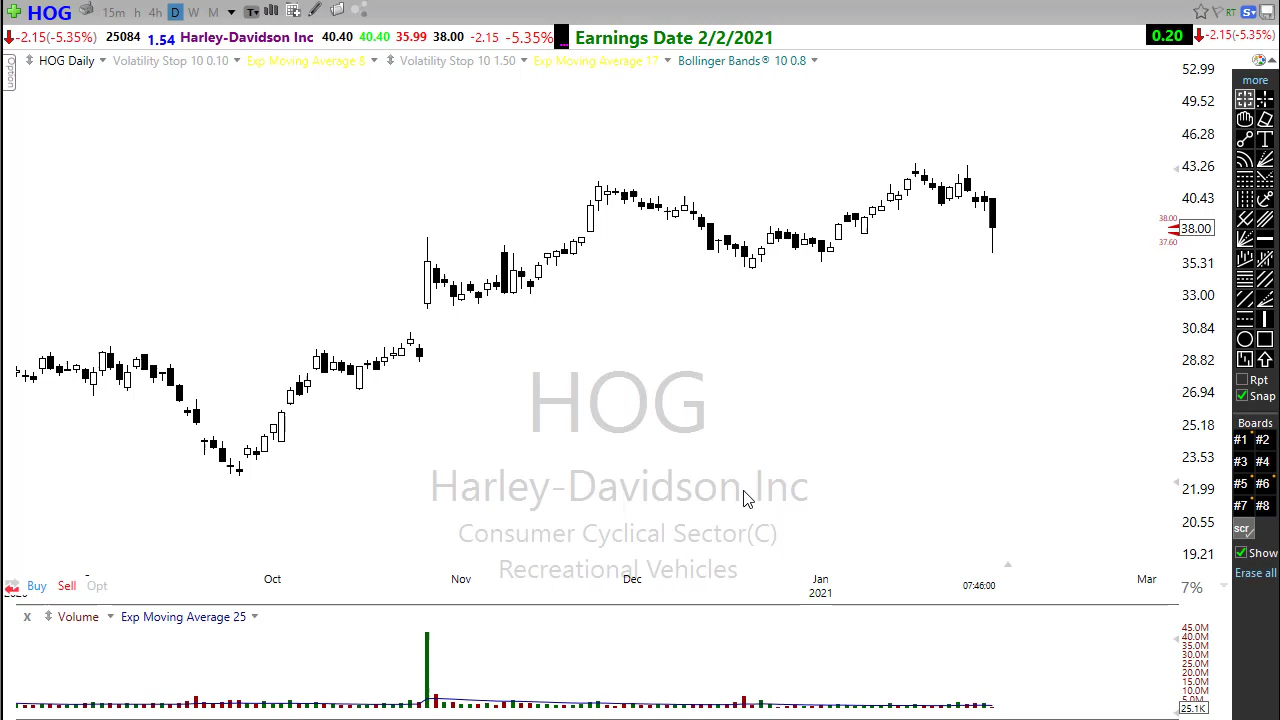 HOG 15m h 4h D W M T
RT S
-2.15(-5.35%) 25084 1.54 Harley-Davidson Inc 40.40 40.40 35.99 38.00 -2.15 -5.35% Earnings Date 2/2/2021 0.20 -2.15(-5.35%)
Option
HOG Daily Volatility Stop 10 0.10 Exp Moving Average 8 Volatility Stop 10 1.50 Exp Moving Average 17 Bollinger Bands® 10 0.8
52.99
49.52
46.28
43.26
40.43
38.00
38.00
37.60
35.31
33.00
30.84
28.82
26.94
25.18
23.53
21.99
20.55
19.21
HOG
Harley-Davidson Inc
Consumer Cyclical Sector(C)
Recreational Vehicles
Oct Nov Dec Jan Mar
2021 07:46:00
Buy Sell Opt
7%
X Volume Exp Moving Average 25
45.0M
40.0M
35.0M
30.0M
25.0M
20.0M
15.0M
10.0M
5.0M
25.1K
more
T
Rpt
Snap
Boards
#1 #2
#3 #4
#5 #6
#7 #8
scr
Show
Erase all